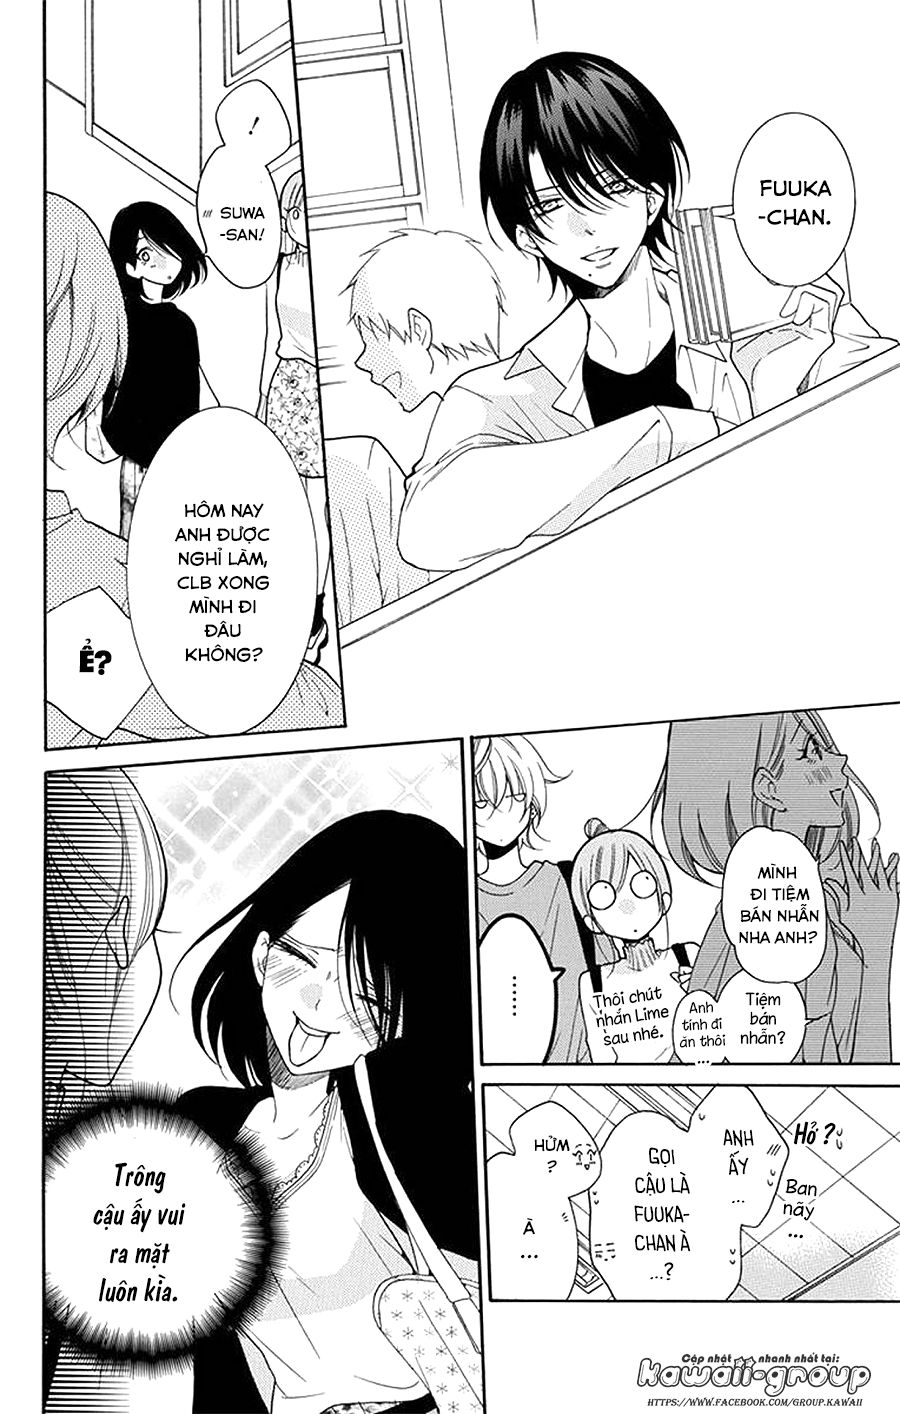 FUUKA
-CHAN.
!
SUWA
-SAN!
HÔM NAY
ANH ĐƯỢC
NGHỈ LÀM,
CLB XONG
MÌNH ĐI
ĐÂU
KHÔNG?
Ể?
MÌNH
ĐI TIỆM
BÁN NHẪN
NHA ANH?
Tiệm
bán
nhẫn?
Anh
tính đi
ăn thôi
...
Thôi chút
nhắn Lime
sau nhé.
......
Hở?
Ban
nãy
...
ANH
ẤY
...
GỌI
CẬU LÀ
FUUKA-
CHAN À
...?
HỬM
?
À
...
Trông
cậu ấy vui
ra mặt
luôn kìa.
Cập nhật nhanh nhất tại:
kawaii-group
HTTPS://WWW.FACEBOOK.COM/GROUP.KAWAII